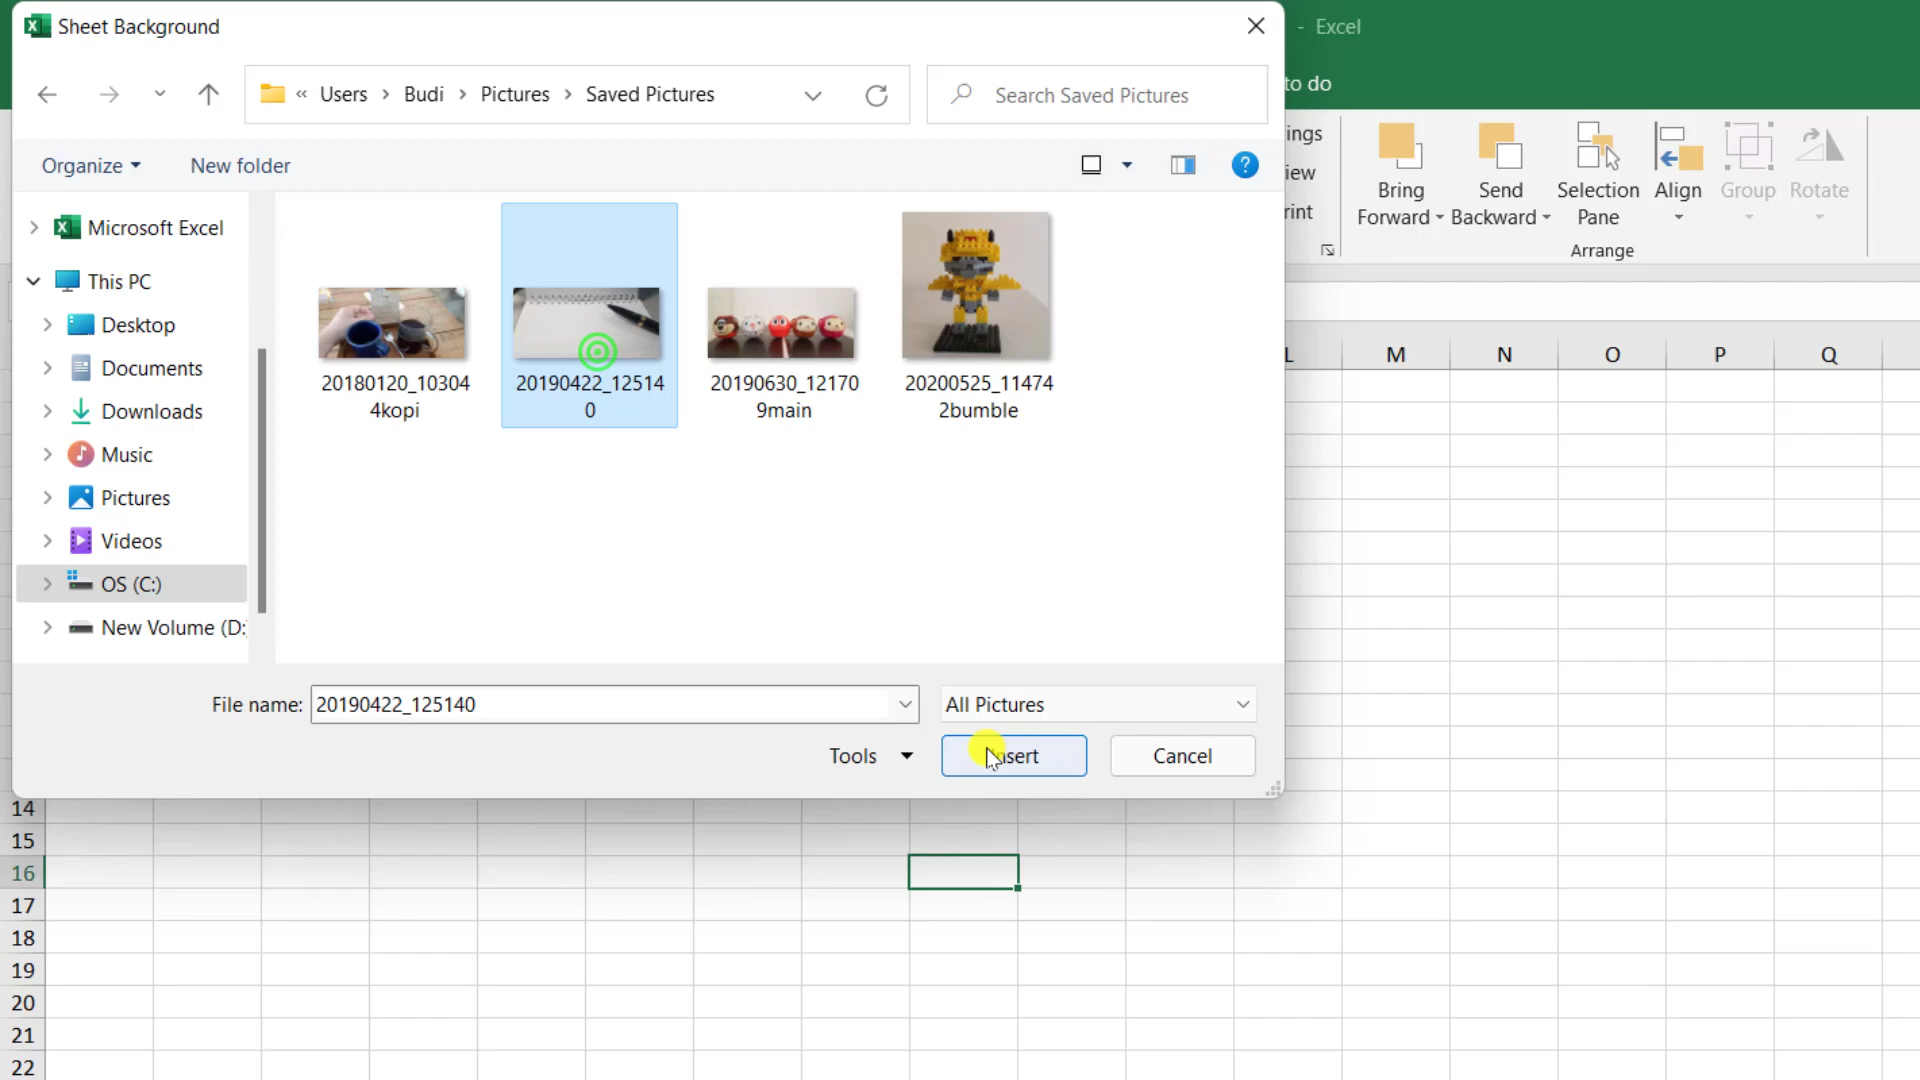 Sheet Background
- Excel
« Users > Budi > Pictures > Saved Pictures
Search Saved Pictures
to do
Organize
New folder
ings
iew
rint
Bring Forward
Send Backward
Selection Pane
Align
Group
Rotate
Arrange
Microsoft Excel
This PC
Desktop
Documents
Downloads
Music
Pictures
Videos
OS (C:)
New Volume (D:
20180120_10304
4kopi
20190422_12514
0
20190630_12170
9main
20200525_11474
2bumble
L M N O P Q
File name: 20190422_125140
All Pictures
Tools
nsert
Cancel
14
15
16
17
18
19
20
21
22